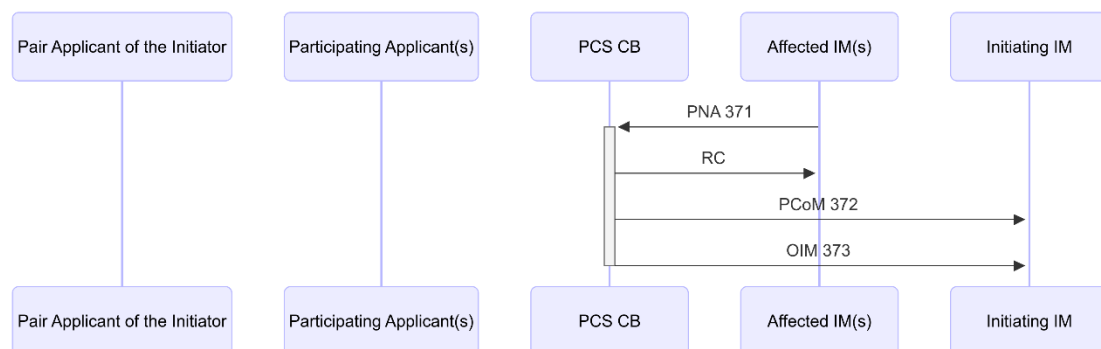 Pair Applicant of the Initiator
Participating Applicant(s)
PCS CB
Affected IM(s)
Initiating IM
PNA 371
RC
PCoM 372
OIM 373
Pair Applicant of the Initiator
Participating Applicant(s)
PCS CB
Affected IM(s)
Initiating IM